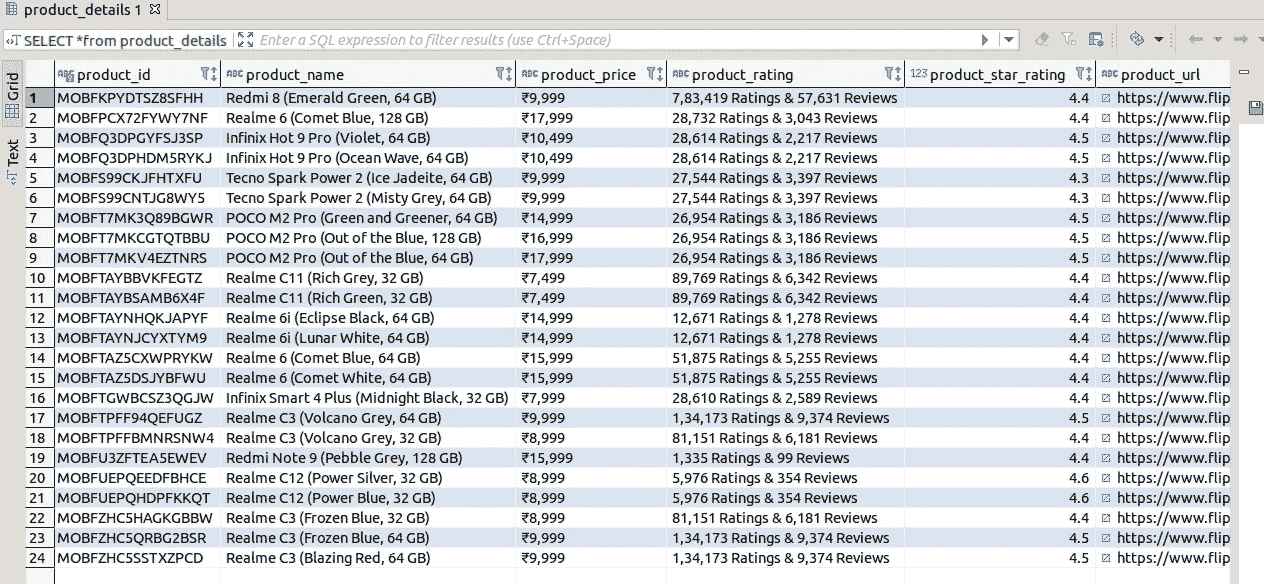 product_details 1
SELECT *from product_details Enter a SQL expression to filter results (use Ctrl+Space)
Grid
Text
ABC product_id ABC product_name ABC product_price ABC product_rating 123 product_star_rating ABC product_url
1 MOBFKPYDTSZ8SFHH Redmi 8 (Emerald Green, 64 GB) ₹9,999 7,83,419 Ratings & 57,631 Reviews 4.4 https://www.flip
2 MOBFPCX72FYWY7NF Realme 6 (Comet Blue, 128 GB) ₹17,999 28,732 Ratings & 3,043 Reviews 4.4 https://www.flip
3 MOBFQ3DPGYFSJ3SP Infinix Hot 9 Pro (Violet, 64 GB) ₹10,499 28,614 Ratings & 2,217 Reviews 4.5 https://www.flip
4 MOBFQ3DPHDM5RYKJ Infinix Hot 9 Pro (Ocean Wave, 64 GB) ₹10,499 28,614 Ratings & 2,217 Reviews 4.5 https://www.flip
5 MOBFS99CKJFHTXFU Tecno Spark Power 2 (Ice Jadeite, 64 GB) ₹9,999 27,544 Ratings & 3,397 Reviews 4.3 https://www.flip
6 MOBFS99CNTJG8WY5 Tecno Spark Power 2 (Misty Grey, 64 GB) ₹9,999 27,544 Ratings & 3,397 Reviews 4.3 https://www.flip
7 MOBFT7MK3Q89BGWR POCO M2 Pro (Green and Greener, 64 GB) ₹14,999 26,954 Ratings & 3,186 Reviews 4.5 https://www.flip
8 MOBFT7MKCGTQTBBU POCO M2 Pro (Out of the Blue, 128 GB) ₹16,999 26,954 Ratings & 3,186 Reviews 4.5 https://www.flip
9 MOBFT7MKV4EZTNRS POCO M2 Pro (Out of the Blue, 64 GB) ₹17,999 26,954 Ratings & 3,186 Reviews 4.5 https://www.flip
10 MOBFTAYBBVKFEGTZ Realme C11 (Rich Grey, 32 GB) ₹7,499 89,769 Ratings & 6,342 Reviews 4.4 https://www.flip
11 MOBFTAYBSAMB6X4F Realme C11 (Rich Green, 32 GB) ₹7,499 89,769 Ratings & 6,342 Reviews 4.4 https://www.flip
12 MOBFTAYNHQKJAPYF Realme 6i (Eclipse Black, 64 GB) ₹14,999 12,671 Ratings & 1,278 Reviews 4.4 https://www.flip
13 MOBFTAYNJCYXTYM9 Realme 6i (Lunar White, 64 GB) ₹14,999 12,671 Ratings & 1,278 Reviews 4.4 https://www.flip
14 MOBFTAZ5CXWPRYKW Realme 6 (Comet Blue, 64 GB) ₹15,999 51,875 Ratings & 5,255 Reviews 4.4 https://www.flip
15 MOBFTAZ5DSJYBFWU Realme 6 (Comet White, 64 GB) ₹15,999 51,875 Ratings & 5,255 Reviews 4.4 https://www.flip
16 MOBFTGWBCSZ3QGJW Infinix Smart 4 Plus (Midnight Black, 32 GB) ₹7,999 28,610 Ratings & 2,589 Reviews 4.4 https://www.flip
17 MOBFTPFF94QEFUGZ Realme C3 (Volcano Grey, 64 GB) ₹9,999 1,34,173 Ratings & 9,374 Reviews 4.5 https://www.flip
18 MOBFTPFFBMNRSNW4 Realme C3 (Volcano Grey, 32 GB) ₹8,999 81,151 Ratings & 6,181 Reviews 4.4 https://www.flip
19 MOBFU3ZFTEA5EWEV Redmi Note 9 (Pebble Grey, 128 GB) ₹15,999 1,335 Ratings & 99 Reviews 4.4 https://www.flip
20 MOBFUEPQEEDFBHCE Realme C12 (Power Silver, 32 GB) ₹8,999 5,976 Ratings & 354 Reviews 4.6 https://www.flip
21 MOBFUEPQHDPFKKQT Realme C12 (Power Blue, 32 GB) ₹8,999 5,976 Ratings & 354 Reviews 4.6 https://www.flip
22 MOBFZHC5HAGKGBBW Realme C3 (Frozen Blue, 32 GB) ₹8,999 81,151 Ratings & 6,181 Reviews 4.4 https://www.flip
23 MOBFZHC5QRBG2BSR Realme C3 (Frozen Blue, 64 GB) ₹9,999 1,34,173 Ratings & 9,374 Reviews 4.5 https://www.flip
24 MOBFZHC5SSTXZPCD Realme C3 (Blazing Red, 64 GB) ₹9,999 1,34,173 Ratings & 9,374 Reviews 4.5 https://www.flip